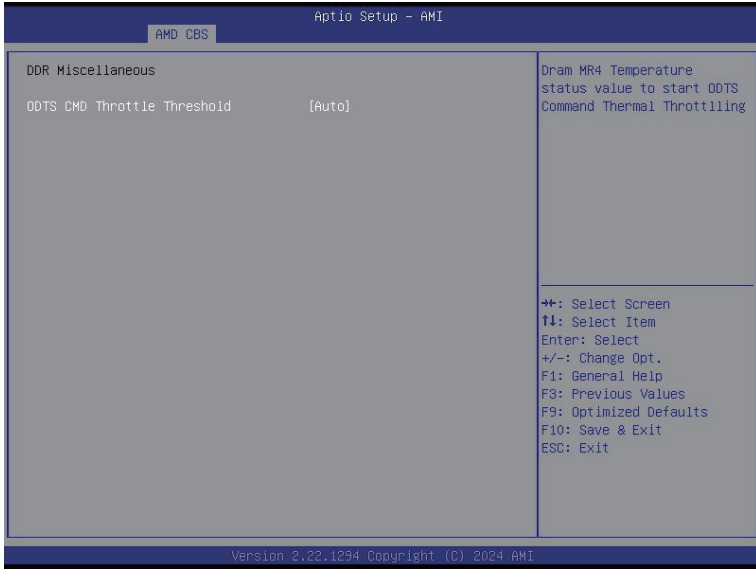 Aptio Setup - AMI
AMD CBS
DDR Miscellaneous
ODTS CMD Throttle Threshold [Auto]
Dram MR4 Temperature
status value to start ODTS
Command Thermal Throttlling
→←: Select Screen
↑↓: Select Item
Enter: Select
+/-: Change Opt.
F1: General Help
F3: Previous Values
F9: Optimized Defaults
F10: Save & Exit
ESC: Exit
Version 2.22.1294 Copyright (C) 2024 AMI